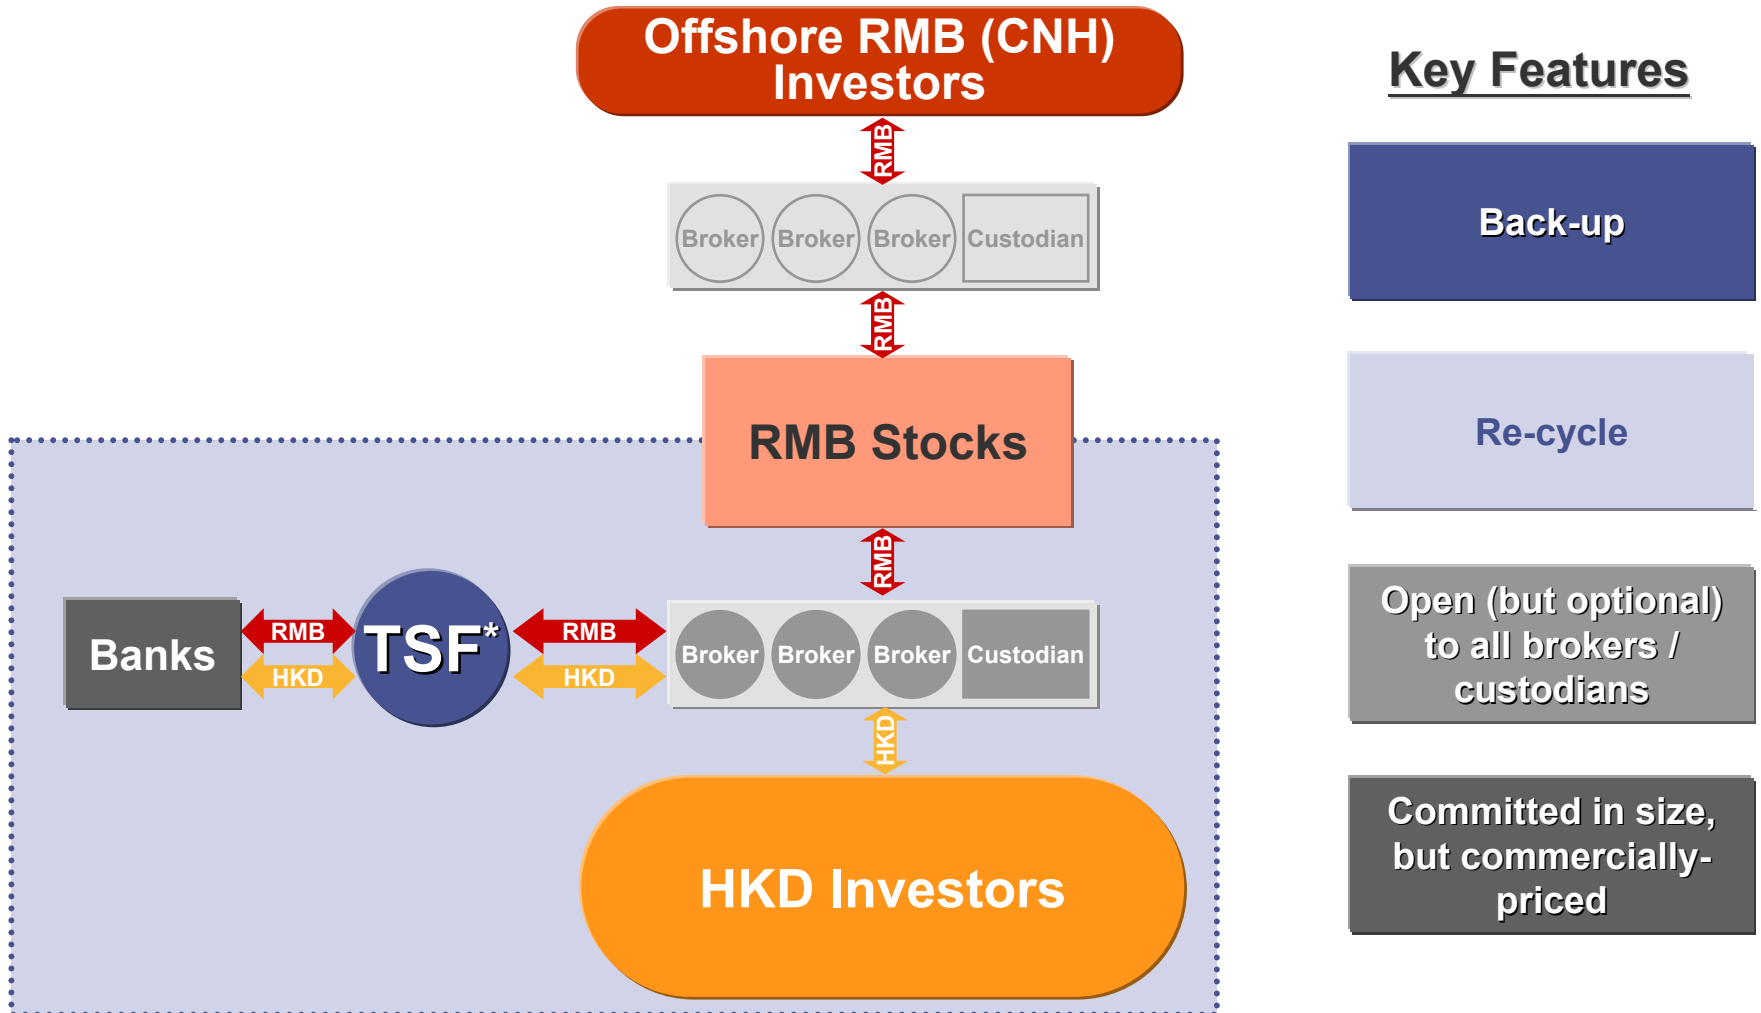 Offshore RMB (CNH)
Investors
RMB
Broker Broker Broker Custodian
RMB
RMB Stocks
RMB
Banks RMB HKD TSF* RMB HKD Broker Broker Broker Custodian
HKD
HKD Investors
Key Features
Back-up
Re-cycle
Open (but optional)
to all brokers /
custodians
Committed in size,
but commercially-
priced